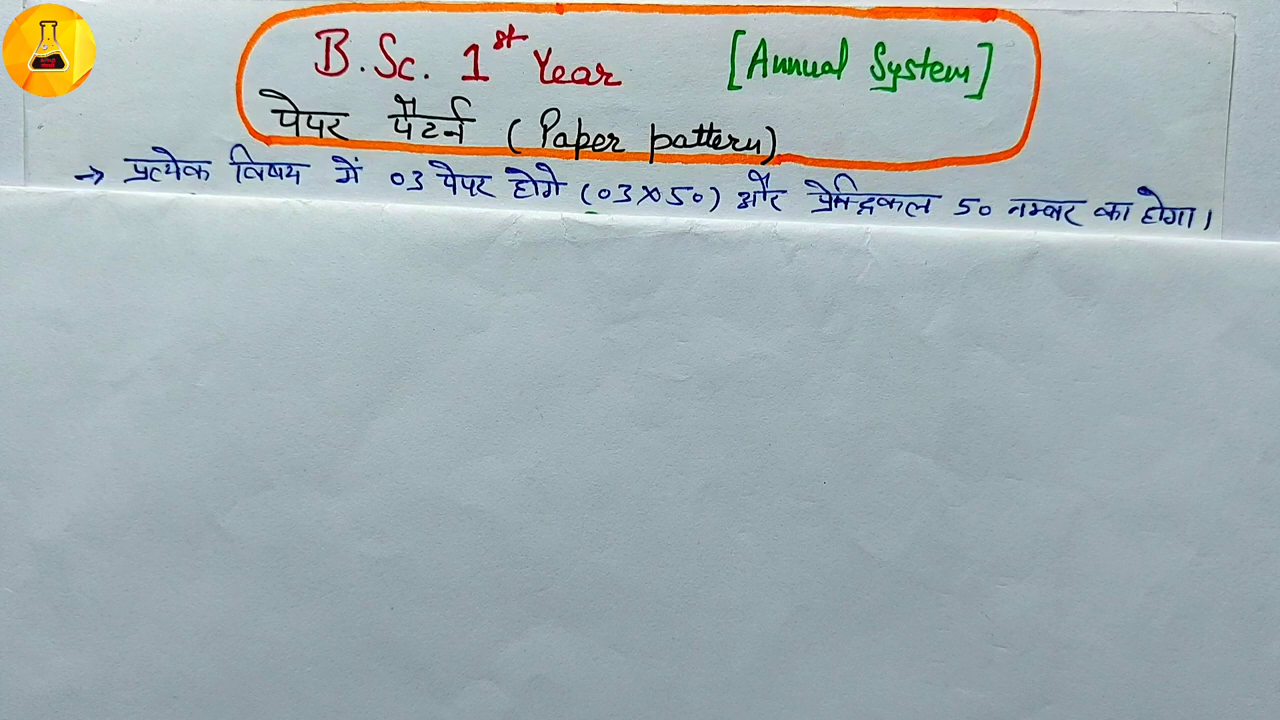 B.Sc. 1st Year [Annual System]
पेपर पैटर्न (Paper pattern)
→ प्रत्येक विषय में 03 पेपर होगे (03×50) और प्रेक्टिकल 50 नम्बर का होगा।